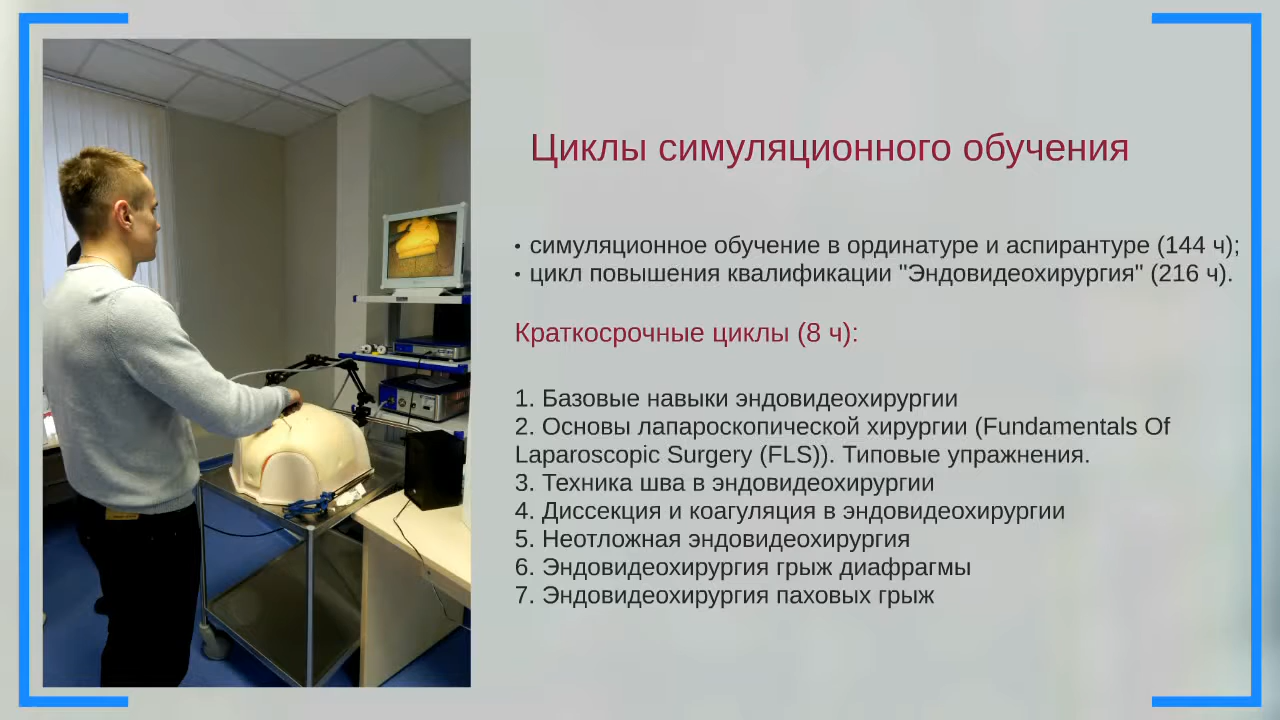 Циклы симуляционного обучения
• симуляционное обучение в ординатуре и аспирантуре (144 ч);
• цикл повышения квалификации "Эндовидеохирургия" (216 ч).
Краткосрочные циклы (8 ч):
1. Базовые навыки эндовидеохирургии
2. Основы лапароскопической хирургии (Fundamentals Of
Laparoscopic Surgery (FLS)). Типовые упражнения.
3. Техника шва в эндовидеохирургии
4. Диссекция и коагуляция в эндовидеохирургии
5. Неотложная эндовидеохирургия
6. Эндовидеохирургия грыж диафрагмы
7. Эндовидеохирургия паховых грыж